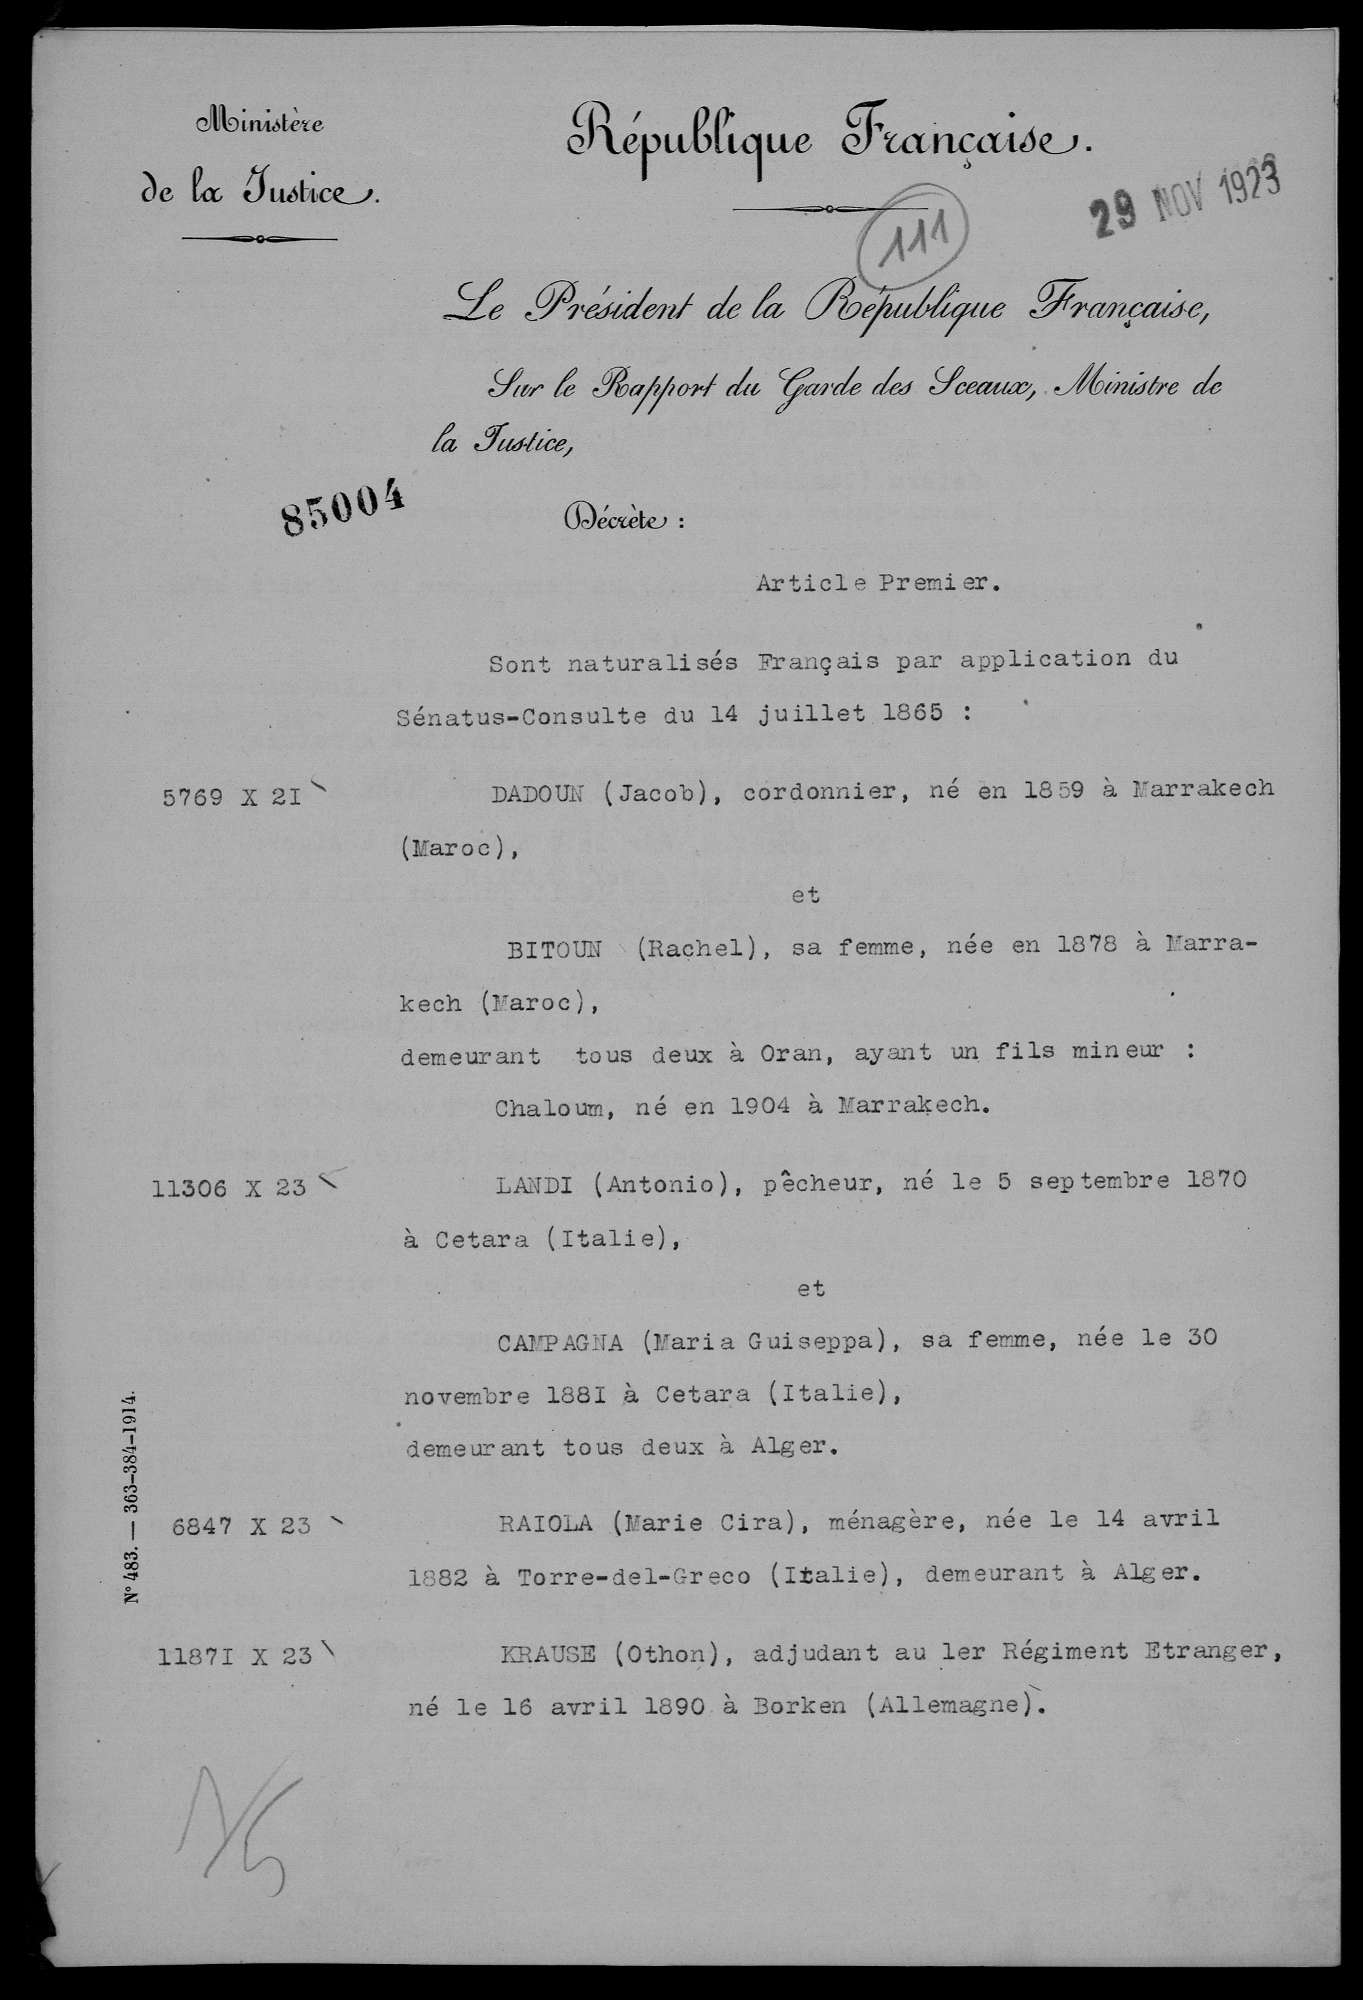 Ministère
de la Justice.
République Française.
29 NOV 1923
111
Le Président de la République Française,
Sur le Rapport du Garde des Sceaux, Ministre de
la Justice,
85004
Décrète :
Article Premier.
Sont naturalisés Français par application du
Sénatus-Consulte du 14 juillet 1865 :
5769 X 2I
DADOUN (Jacob), cordonnier, né en 1859 à Marrakech
(Maroc),
et
BITOUN (Rachel), sa femme, née en 1878 à Marra-
kech (Maroc),
demeurant tous deux à Oran, ayant un fils mineur :
Chaloum, né en 1904 à Marrakech.
11306 X 23
LANDI (Antonio), pêcheur, né le 5 septembre 1870
à Cetara (Italie),
et
CAMPAGNA (Maria Guiseppa), sa femme, née le 30
novembre 188I à Cetara (Italie),
demeurant tous deux à Alger.
6847 X 23
RAIOLA (Marie Cira), ménagère, née le 14 avril
1882 à Torre-del-Greco (Italie), demeurant à Alger.
1187I X 23
KRAUSE (Othon), adjudant au 1er Régiment Etranger,
né le 16 avril 1890 à Borken (Allemagne).
N° 483. — 363-384-1914.